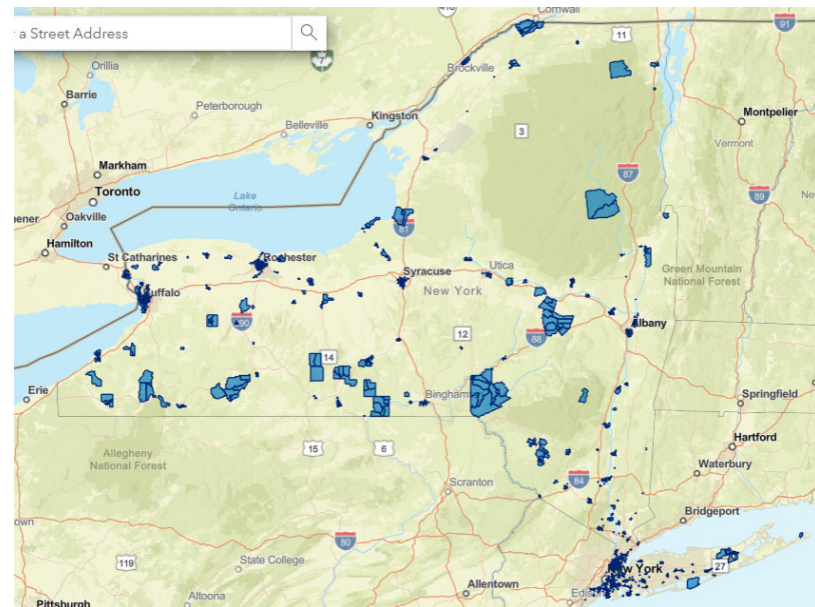 r a Street Address
416
Cornwall
91
11
Orillia
7
Brockville
Barrie
Peterborough
Kingston
Belleville
Montpelier
3
Vermont
Markham
87
Toronto
Lake
Ontario
89
Oakville
81
Hamilton
St Catharines
Rochester
Utica
Syracuse
Green Mountain
National Forest
New York
Buffalo
90
12
Albany
88
14
Erie
Springfield
Allegheny
National Forest
15
6
Hartford
84
Waterbury
Scranton
Bridgeport
80
119
State College
27
New York
Allentown
Altoona
Pittsburgh